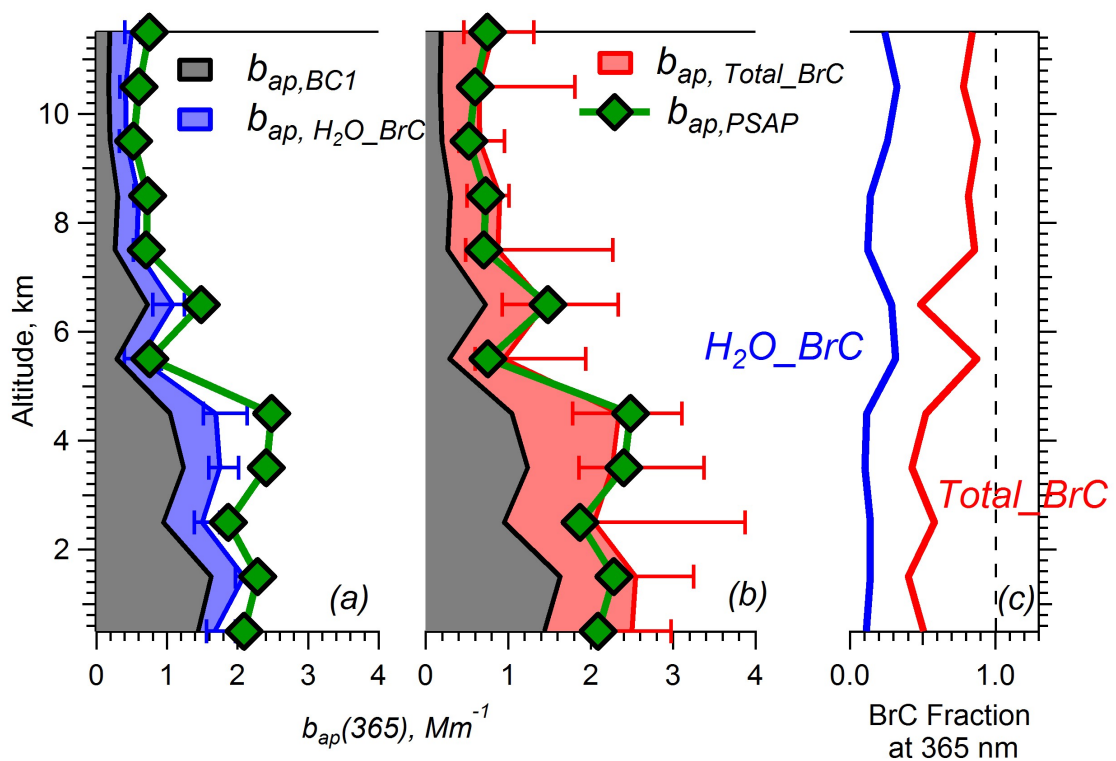 b_ap,BC1
b_ap, H₂O_BrC
b_ap, Total_BrC
b_ap,PSAP
10
8
6
4
2
Altitude, km
H₂O_BrC
Total_BrC
(a)
(b)
(c)
0 1 2 3 4
0 1 2 3 4
0.0 1.0
b_ap(365), Mm⁻¹
BrC Fraction
at 365 nm